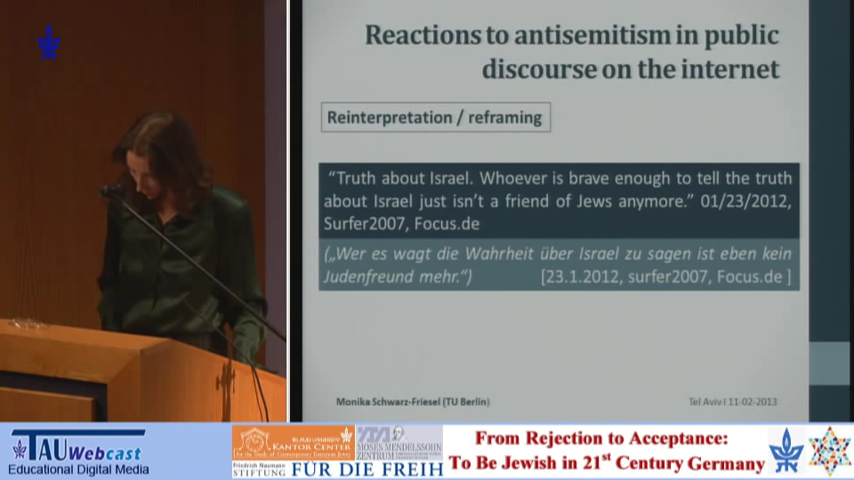 Reactions to antisemitism in public
discourse on the internet
Reinterpretation / reframing
“Truth about Israel. Whoever is brave enough to tell the truth
about Israel just isn’t a friend of Jews anymore.” 01/23/2012,
Surfer2007, Focus.de
(„Wer es wagt die Wahrheit über Israel zu sagen ist eben kein
Judenfreund mehr.“) [23.1.2012, surfer2007, Focus.de ]
Monika Schwarz-Friesel (TU Berlin) Tel Aviv I 11-02-2013
TAU Webcast
Educational Digital Media
KANTOR CENTER
MOSES MENDELSSOHN
ZENTRUM
Friedrich Naumann
STIFTUNG FÜR DIE FREIH
From Rejection to Acceptance:
To Be Jewish in 21st Century Germany